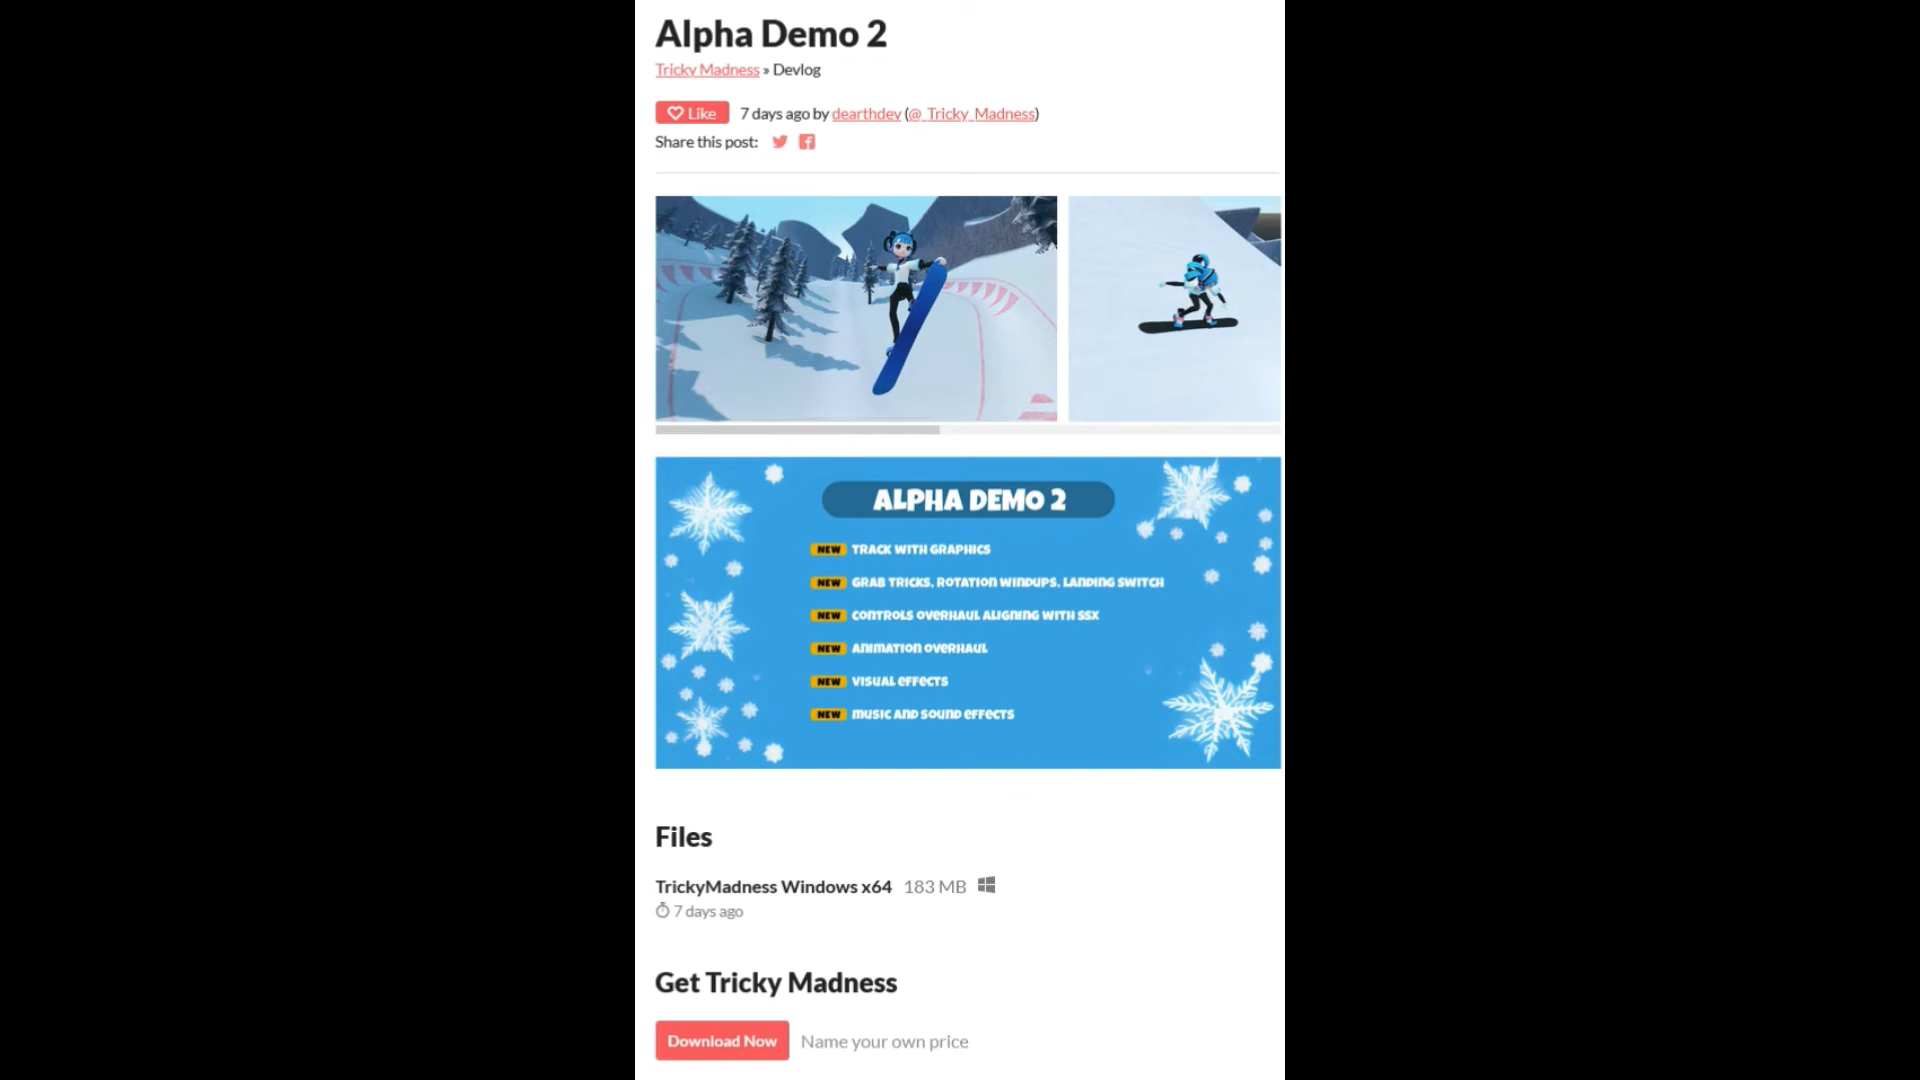 Alpha Demo 2
Tricky Madness » Devlog
Like 7 days ago by dearthdev (@_Tricky_Madness)
Share this post:
ALPHA DEMO 2
NEW TRACK WITH GRAPHICS
NEW GRAB TRICKS, ROTATION WINDUPS, LANDING SWITCH
NEW CONTROLS OVERHAUL ALIGNING WITH SSX
NEW ANIMATION OVERHAUL
NEW VISUAL EFFECTS
NEW MUSIC AND SOUND EFFECTS
Files
TrickyMadness Windows x64 183 MB
7 days ago
Get Tricky Madness
Download Now Name your own price